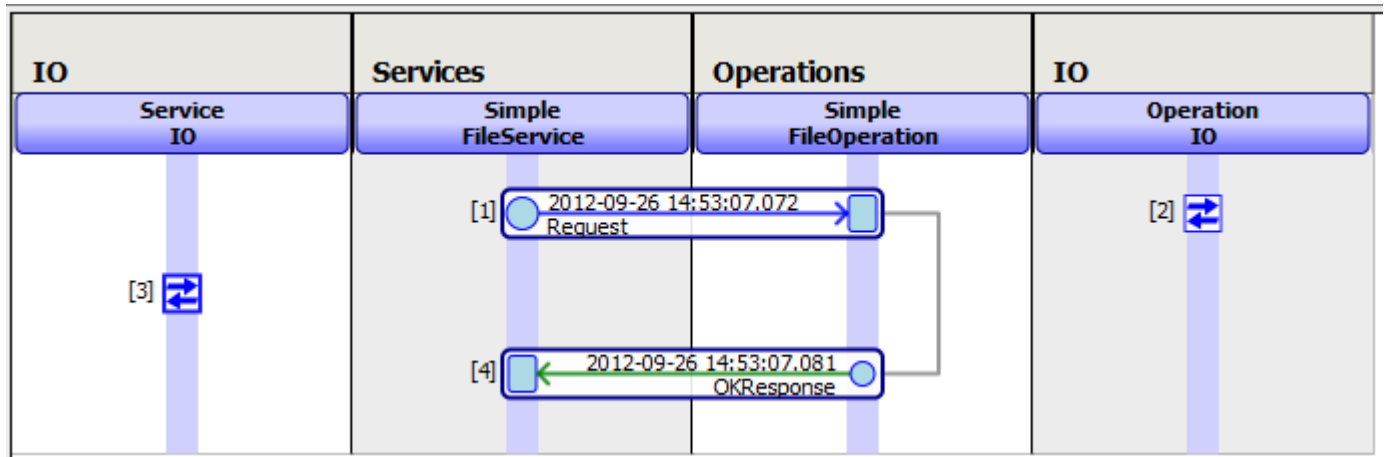 IO
Services
Operations
IO
Service
IO
Simple
FileService
Simple
FileOperation
Operation
IO
[1]
2012-09-26 14:53:07.072
Request
[2]
[3]
[4]
2012-09-26 14:53:07.081
OKResponse